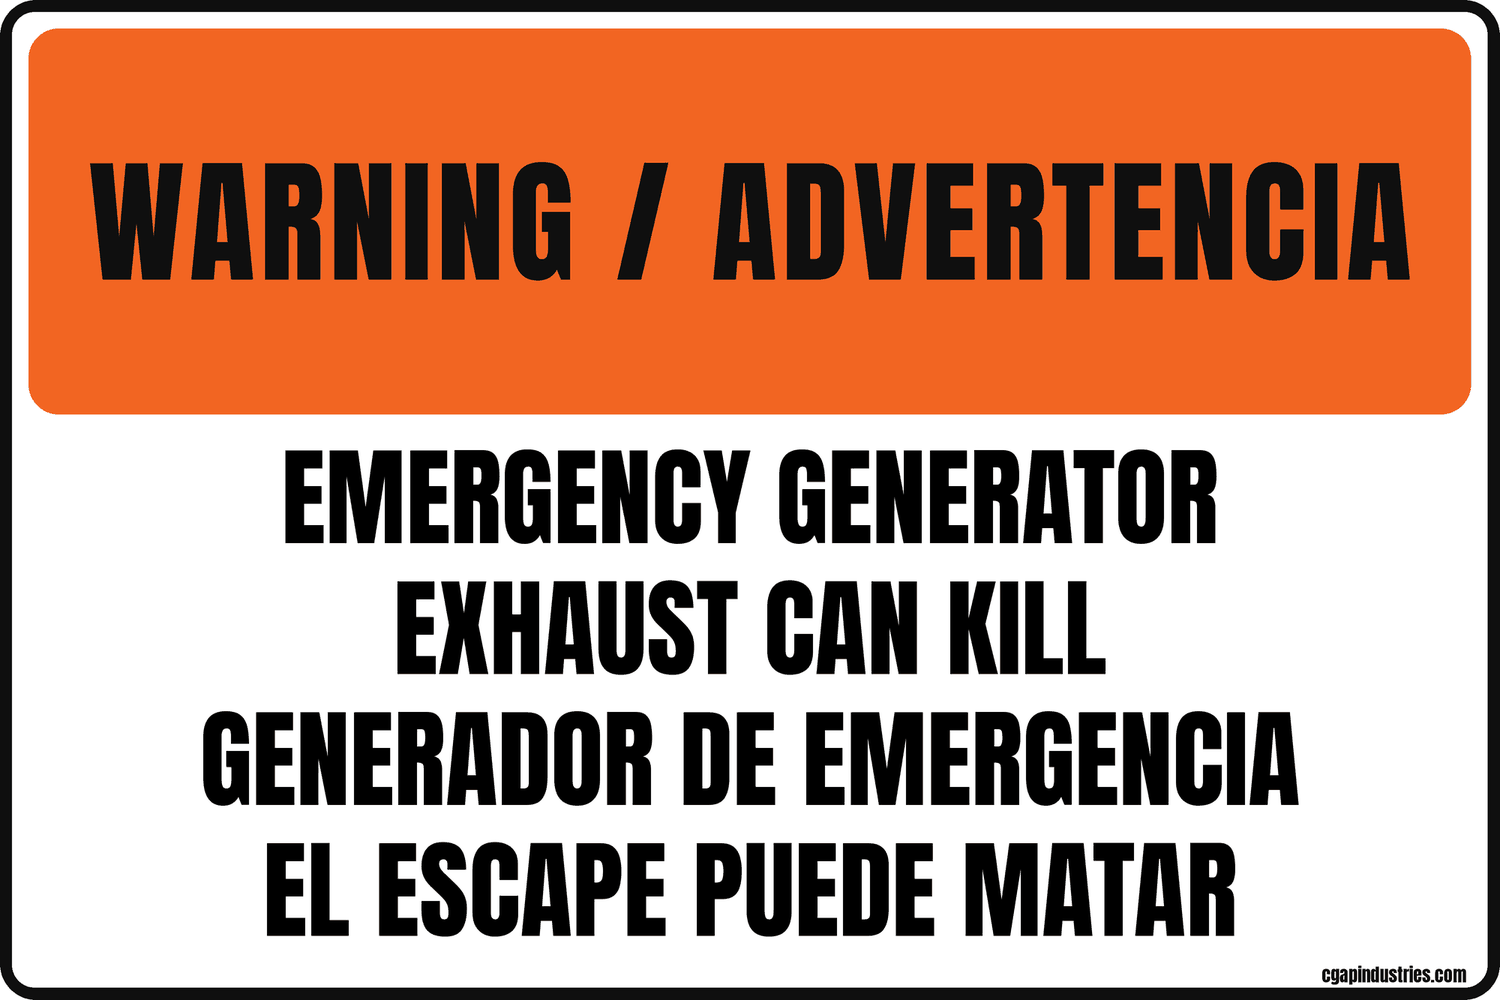 WARNING / ADVERTENCIA
EMERGENCY GENERATOR
EXHAUST CAN KILL
GENERADOR DE EMERGENCIA
EL ESCAPE PUEDE MATAR
cgapindustries.com